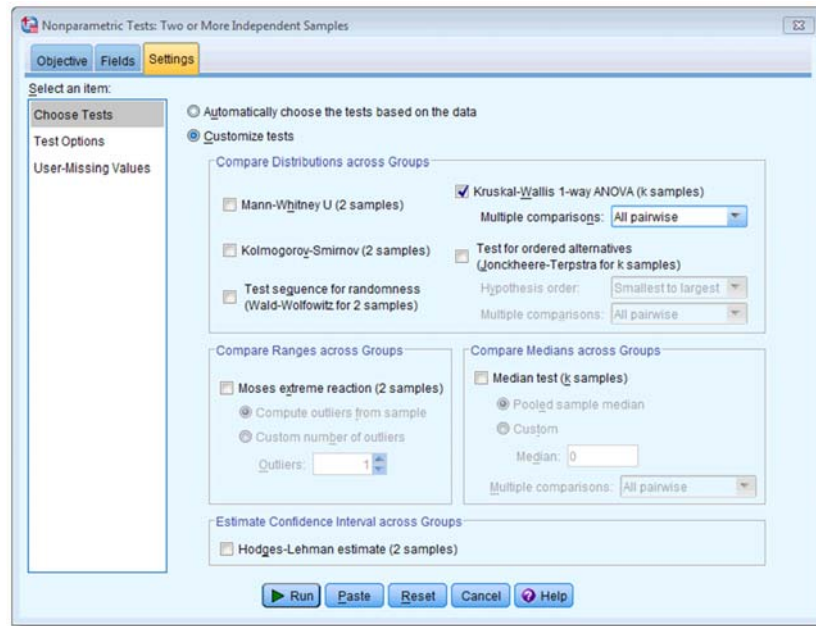 Nonparametric Tests: Two or More Independent Samples
Objective Fields Settings
Select an item:
Choose Tests
Test Options
User-Missing Values
Automatically choose the tests based on the data
Customize tests
Compare Distributions across Groups
Mann-Whitney U (2 samples)
Kolmogorov-Smirnov (2 samples)
Test sequence for randomness
(Wald-Wolfowitz for 2 samples)
Kruskal-Wallis 1-way ANOVA (k samples)
Multiple comparisons: All pairwise
Test for ordered alternatives
(Jonckheere-Terpstra for k samples)
Hypothesis order: Smallest to largest
Multiple comparisons: All pairwise
Compare Ranges across Groups
Moses extreme reaction (2 samples)
Compute outliers from sample
Custom number of outliers
Outliers: 1
Compare Medians across Groups
Median test (k samples)
Pooled sample median
Custom
Median: 0
Multiple comparisons: All pairwise
Estimate Confidence Interval across Groups
Hodges-Lehman estimate (2 samples)
Run Paste Reset Cancel Help